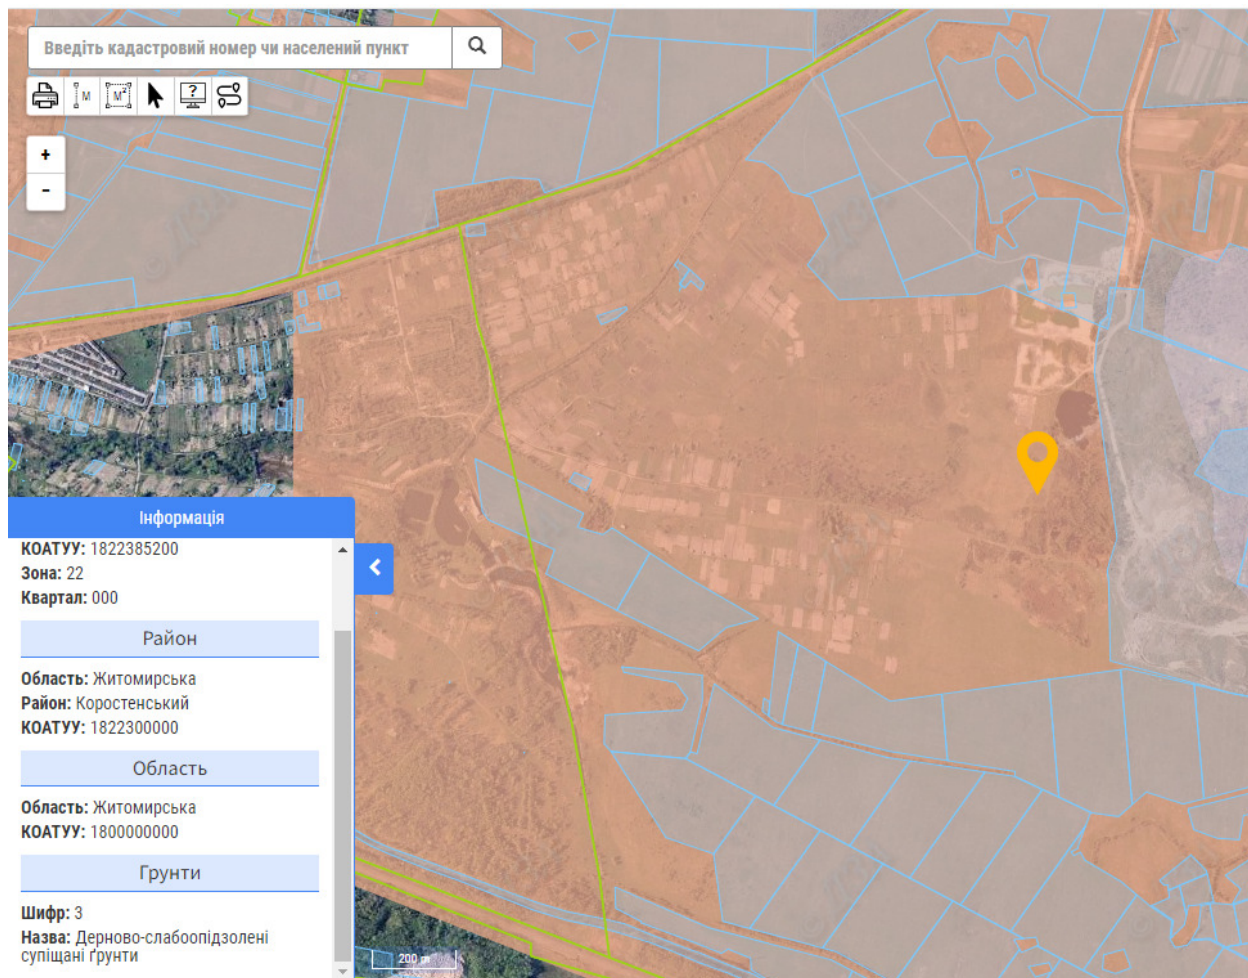 Введіть кадастровий номер чи населений пункт
M
M²
?
+
-
Інформація
КОАТУУ: 1822385200
Зона: 22
Квартал: 000
Район
Область: Житомирська
Район: Коростенський
КОАТУУ: 1822300000
Область
Область: Житомирська
КОАТУУ: 1800000000
Грунти
Шифр: 3
Назва: Дерново-слабоопідзолені
супіщані ґрунти
200 m